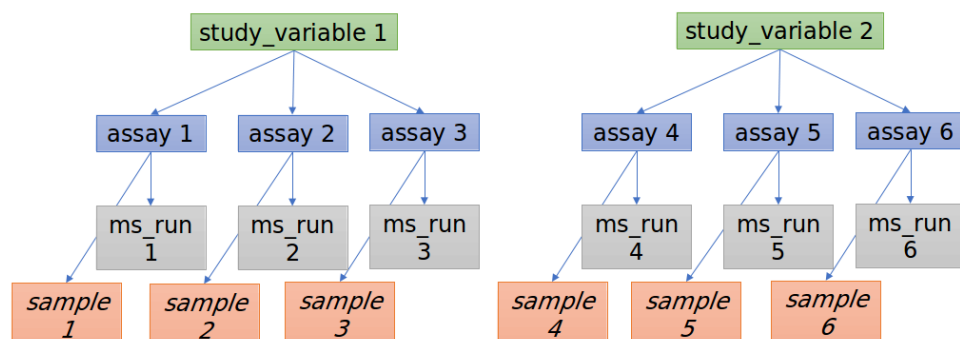 study_variable 1
study_variable 2
assay 1
assay 2
assay 3
assay 4
assay 5
assay 6
ms_run
1
ms_run
2
ms_run
3
ms_run
4
ms_run
5
ms_run
6
sample
1
sample
2
sample
3
sample
4
sample
5
sample
6